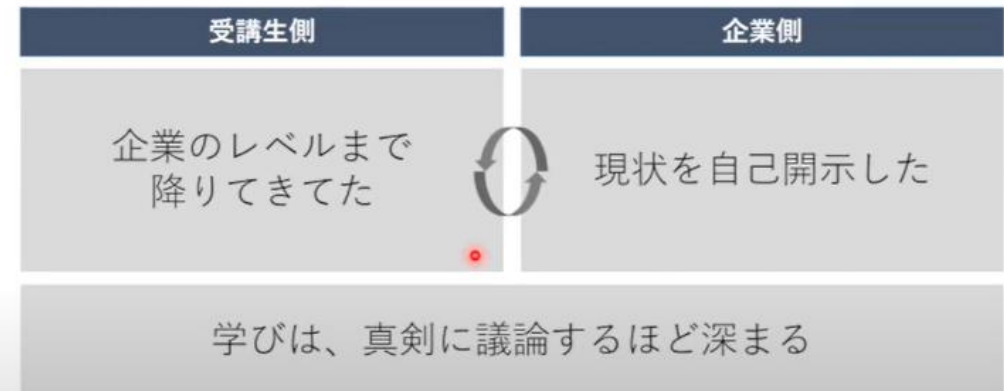 受講生側
企業側
企業のレベルまで
降りてきてた
現状を自己開示した
学びは、真剣に議論するほど深まる